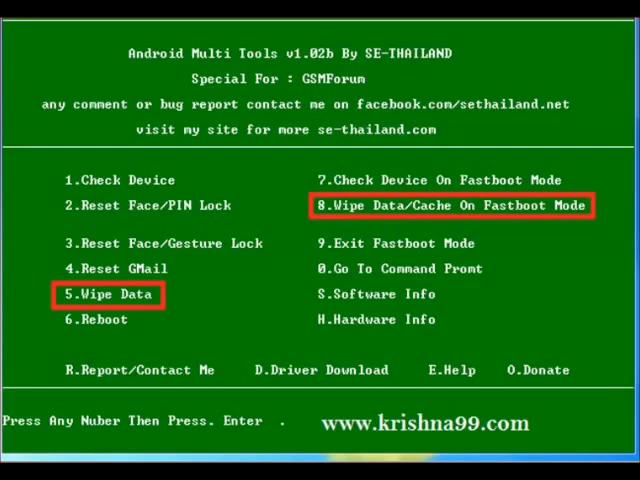 Android Multi Tools v1.02b By SE-THAILAND
Special For : GSMForum
any comment or bug report contact me on facebook.com/sethailand.net
visit my site for more se-thailand.com
1.Check Device 7.Check Device On Fastboot Mode
2.Reset Face/PIN Lock 8.Wipe Data/Cache On Fastboot Mode
3.Reset Face/Gesture Lock 9.Exit Fastboot Mode
4.Reset GMail 0.Go To Command Promt
5.Wipe Data S.Software Info
6.Reboot H.Hardware Info
R.Report/Contact Me D.Driver Download E.Help O.Donate
Press Any Nuber Then Press. Enter .
www.krishna99.com